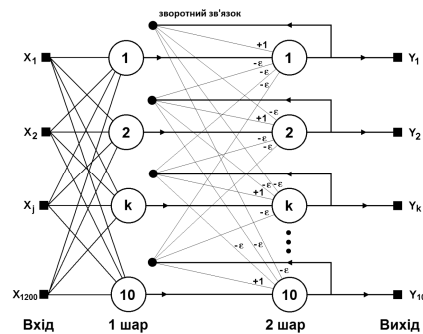 зворотний зв'язок
X1 1 +1 -ε -ε -ε 1 Y1
X2 2 -ε +1 -ε -ε 2 Y2
Xj k -ε -ε +1 -ε k Yk
X1200 10 -ε -ε -ε +1 10 Y10
Вхід 1 шар 2 шар Вихід